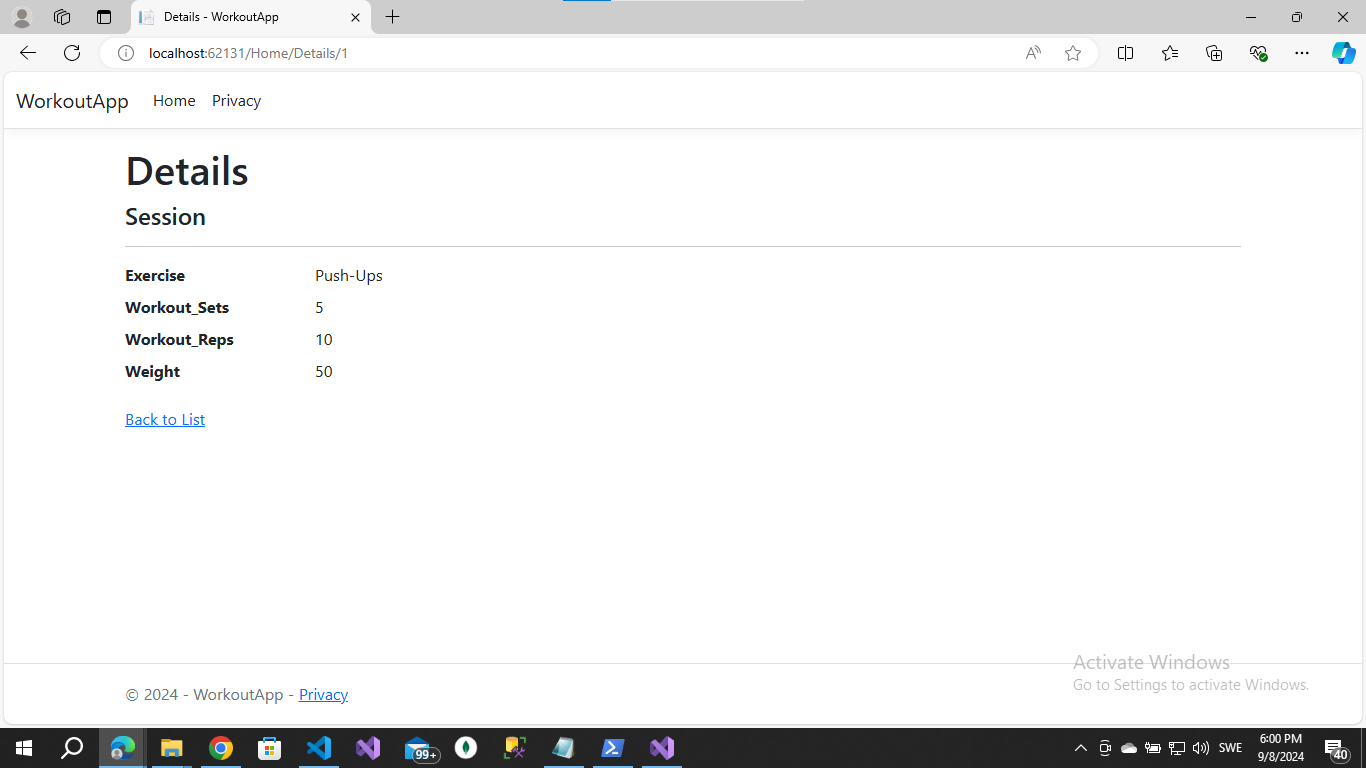 Details - WorkoutApp
localhost:62131/Home/Details/1
WorkoutApp Home Privacy
Details
Session
Exercise Push-Ups
Workout_Sets 5
Workout_Reps 10
Weight 50
Back to List
Activate Windows
Go to Settings to activate Windows.
© 2024 - WorkoutApp - Privacy
99+
SWE
6:00 PM
9/8/2024
40